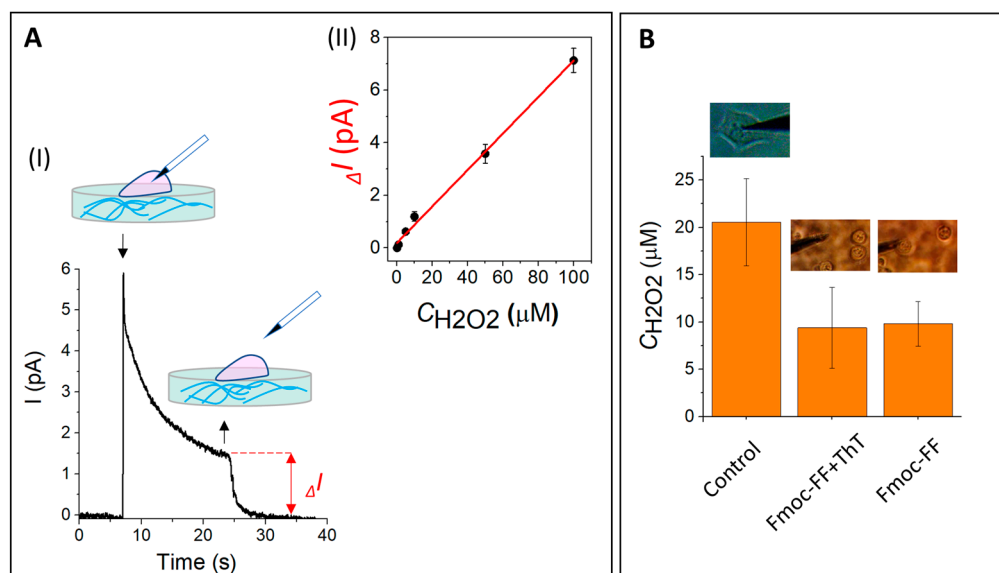 A
(I)
I (pA)
6
5
4
3
2
1
0
0 10 20 30 40
Time (s)
ΔI
(II)
ΔI (pA)
8
6
4
2
0
0 20 40 60 80 100
CH2O2 (μM)
B
CH2O2 (μM)
25
20
15
10
5
0
Control
Fmoc-FF+ThT
Fmoc-FF